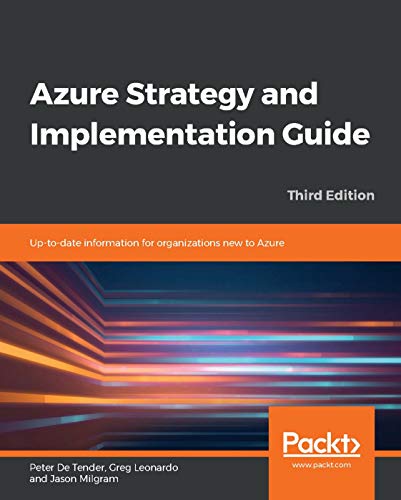 Azure Strategy and
Implementation Guide
Third Edition
Up-to-date information for organizations new to Azure
Packt>
www.packt.com
Peter De Tender, Greg Leonardo
and Jason Milgram